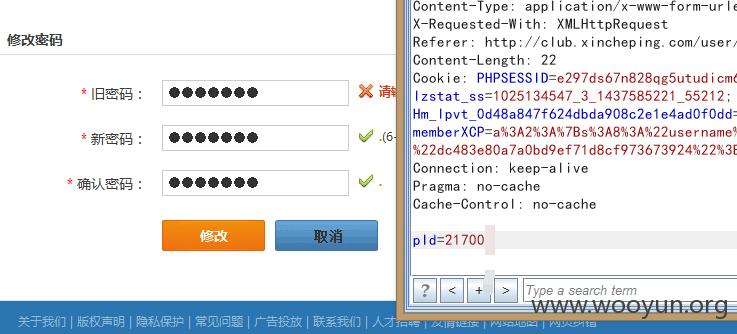 修改密码
* 旧密码：
* 新密码： .(6-
* 确认密码： .
修改 取消
关于我们 | 版权声明 | 隐私保护 | 常见问题 | 广告投放 | 联系我们 | 人才招聘 | 友情链接 | 网站地图 |
Content-Type: application/x-www-form-urle
X-Requested-With: XMLHttpRequest
Referer: http://club.xincheping.com/user/
Content-Length: 22
Cookie: PHPSESSID=e297ds67n828qg5utudicm6
lzstat_ss=1025134547_3_1437585221_55212;
Hm_lpvt_0d48a847f624dbda908c2e1e4ad0f0dd=
memberXCP=a%3A2%3A%7Bs%3A8%3A%22username%
%22dc483e80a7a0bd9ef71d8cf973673924%22%3B
Connection: keep-alive
Pragma: no-cache
Cache-Control: no-cache
pId=21700
? < + > Type a search term
www.wooyun.org